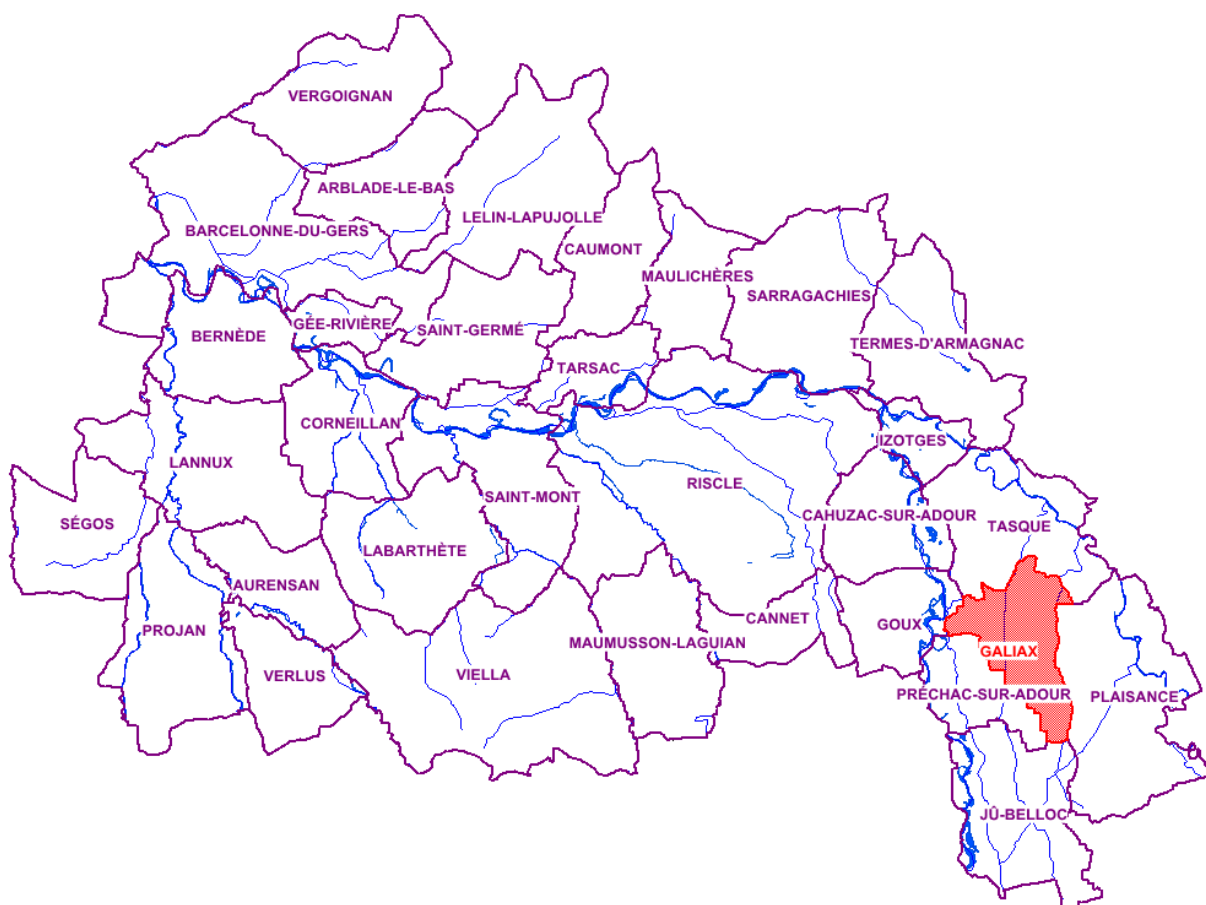 VERGOIGNAN
ARBLADE-LE-BAS
LELIN-LAPUJOLLE
BARCELONNE-DU-GERS
CAUMONT
MAULICHÈRES
SARRAGACHIES
GÉE-RIVIÈRE
SAINT-GERMÉ
BERNÈDE
TERMES-D'ARMAGNAC
TARSAC
CORNEILLAN
IZOTGES
LANNUX
RISCLE
SAINT-MONT
CAHUZAC-SUR-ADOUR
SÉGOS
TASQUE
LABARTHÈTE
AURENSAN
CANNET
GOUX
PROJAN
MAUMUSSON-LAGUIAN
GALIAX
VERLUS
VIELLA
PRÉCHAC-SUR-ADOUR
PLAISANCE
JÛ-BELLOC